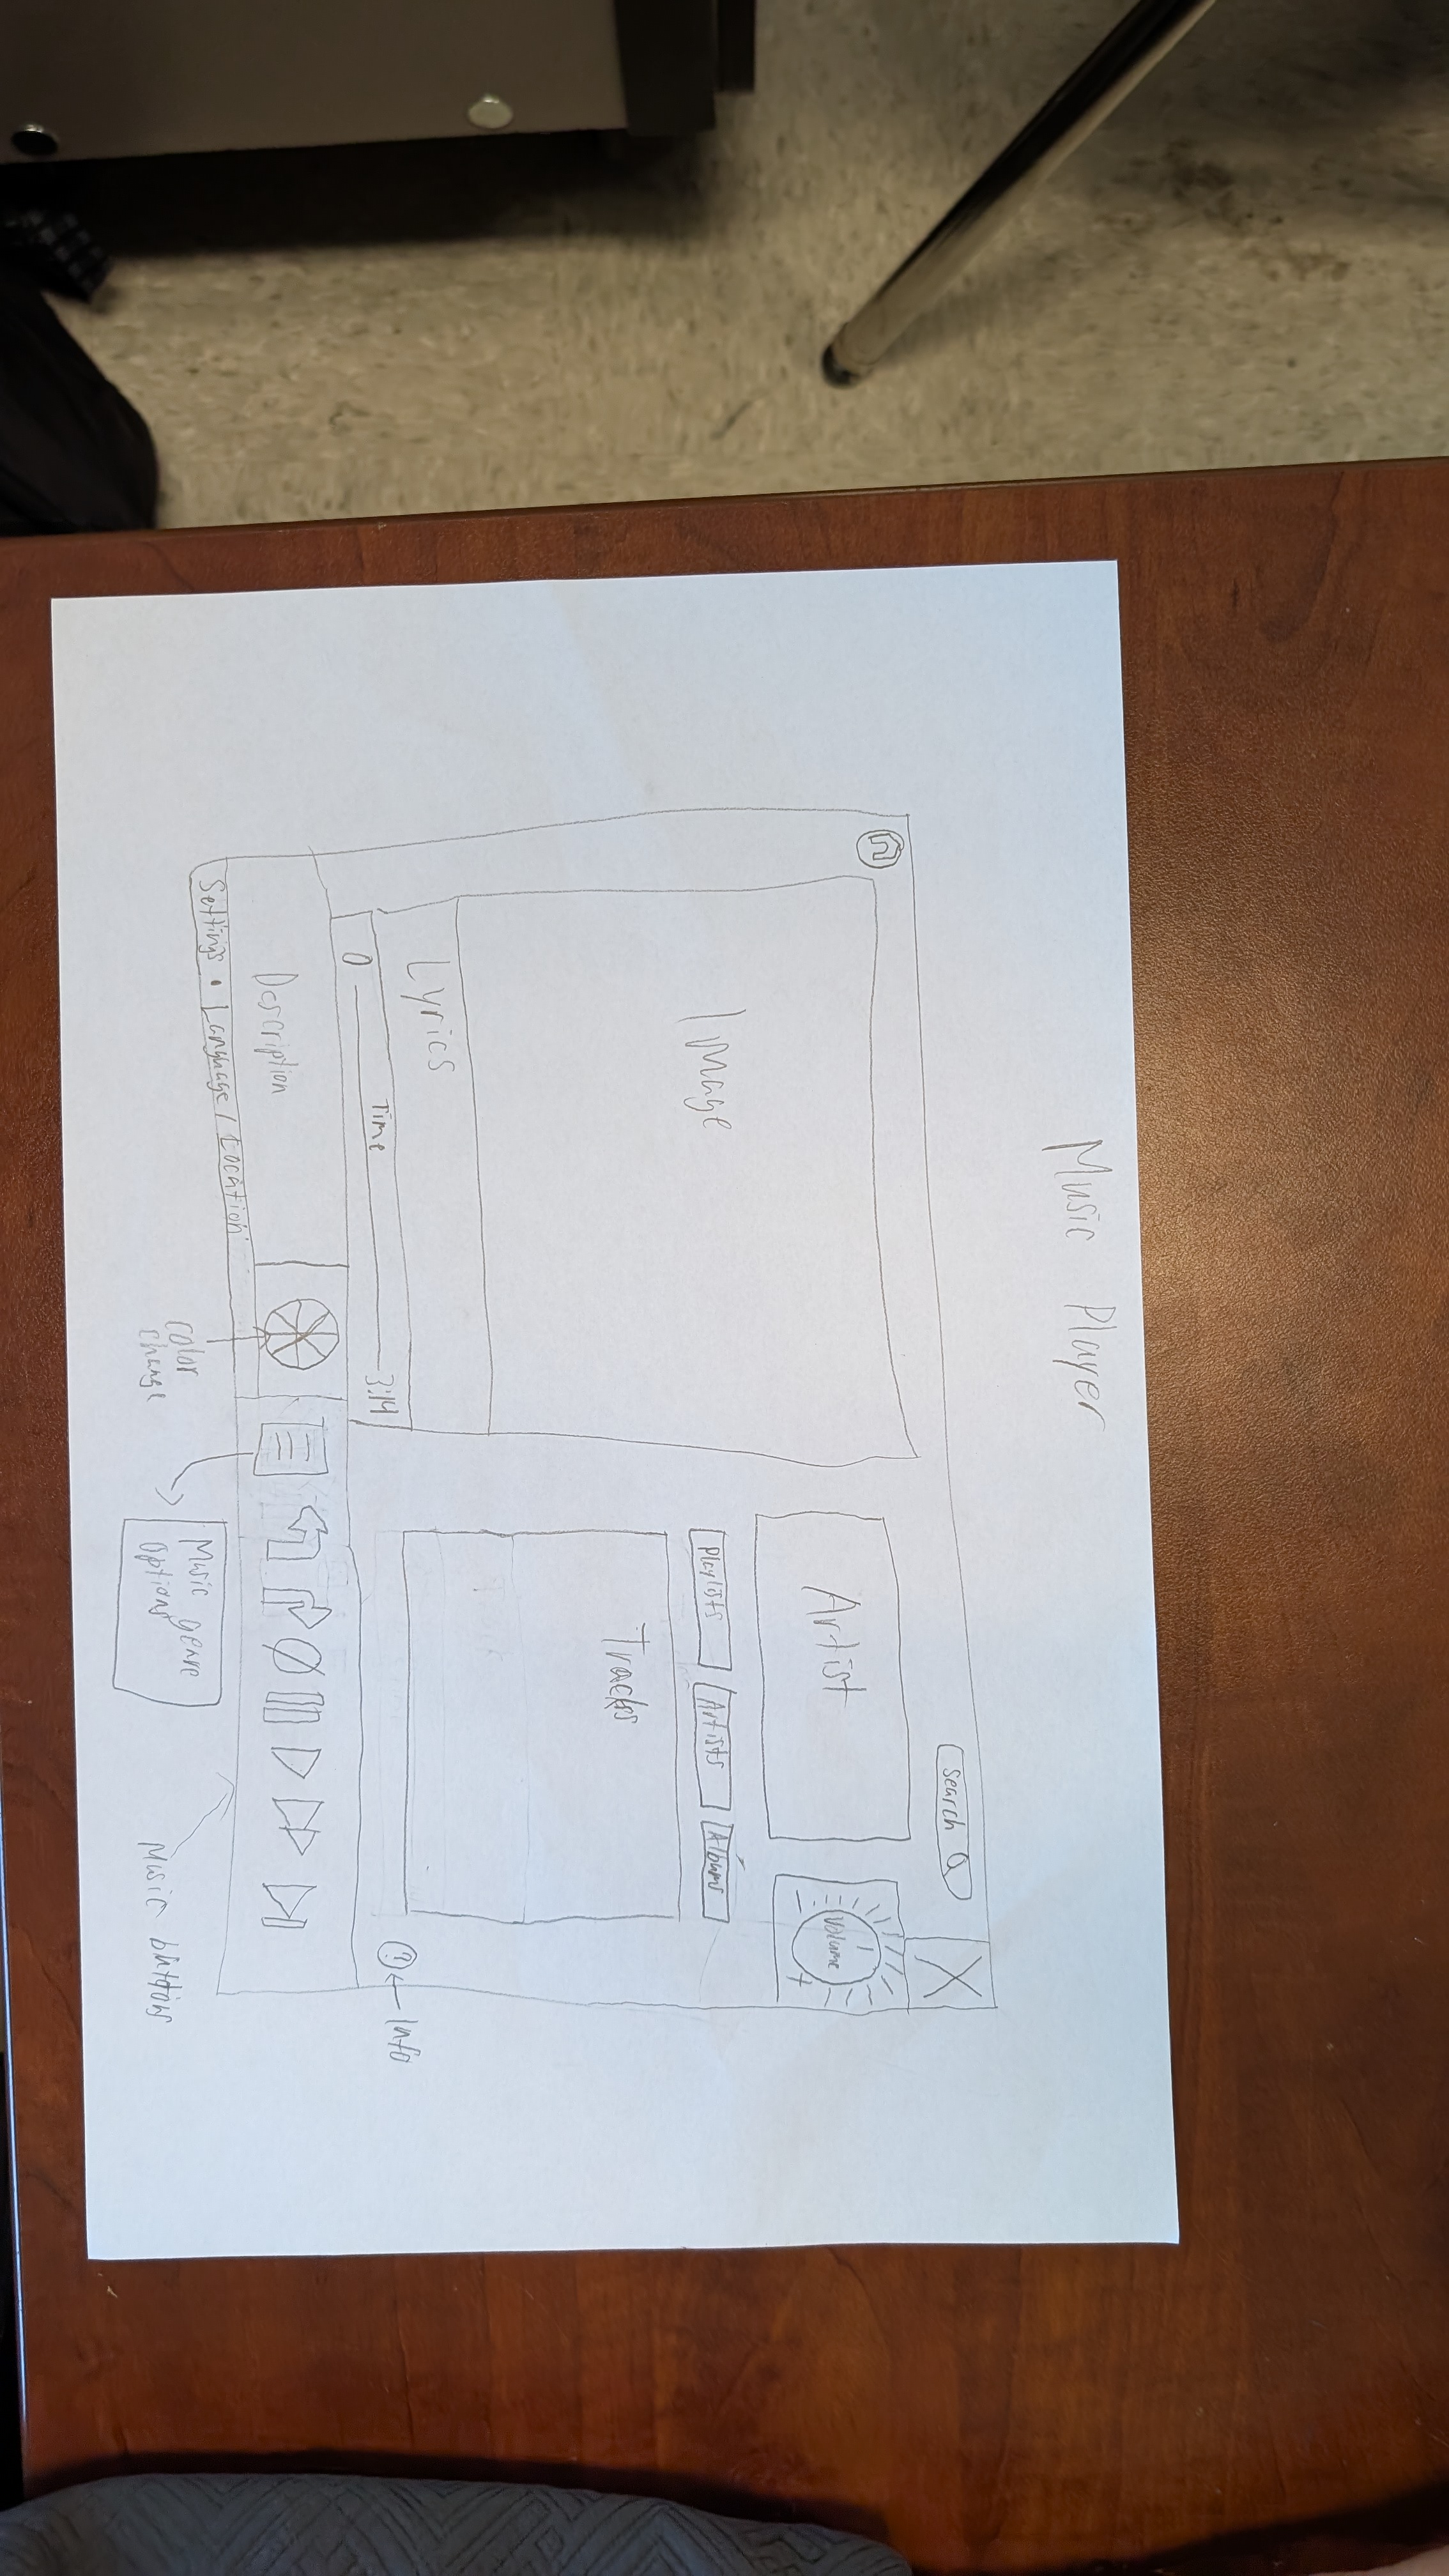 Music Player
Search
X
Image
Artist
Volume
- +
Playlists
Artists
Albums
Tracks
Lyrics
0 Time 3:14
? ← Info
Description
Settings • Language / Location
color
change
Music genre
options
Music buttons